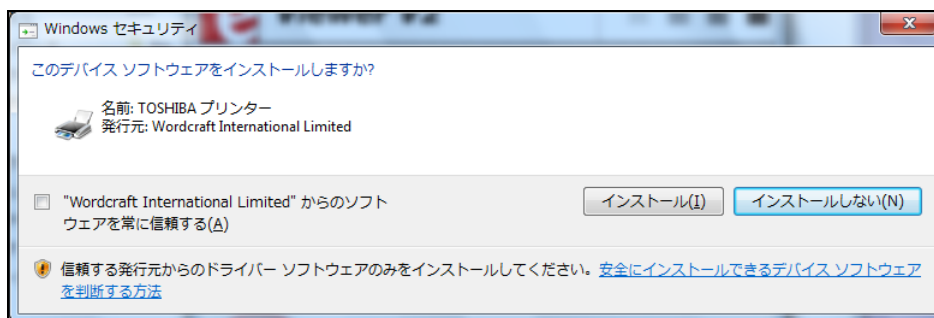 Windows セキュリティ
このデバイス ソフトウェアをインストールしますか?
名前: TOSHIBA プリンター
発行元: Wordcraft International Limited
"Wordcraft International Limited" からのソフト
ウェアを常に信頼する(A)
インストール(I)
インストールしない(N)
信頼する発行元からのドライバー ソフトウェアのみをインストールしてください。安全にインストールできるデバイス ソフトウェア
を判断する方法